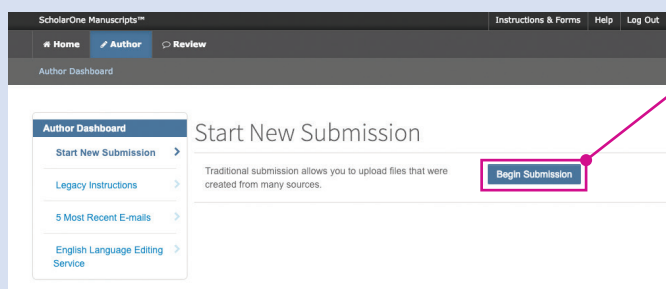 ScholarOne Manuscripts™
Instructions & Forms Help Log Out
Home Author Review
Author Dashboard
Author Dashboard
Start New Submission
Legacy Instructions
5 Most Recent E-mails
English Language Editing
Service
Start New Submission
Traditional submission allows you to upload files that were
created from many sources.
Begin Submission